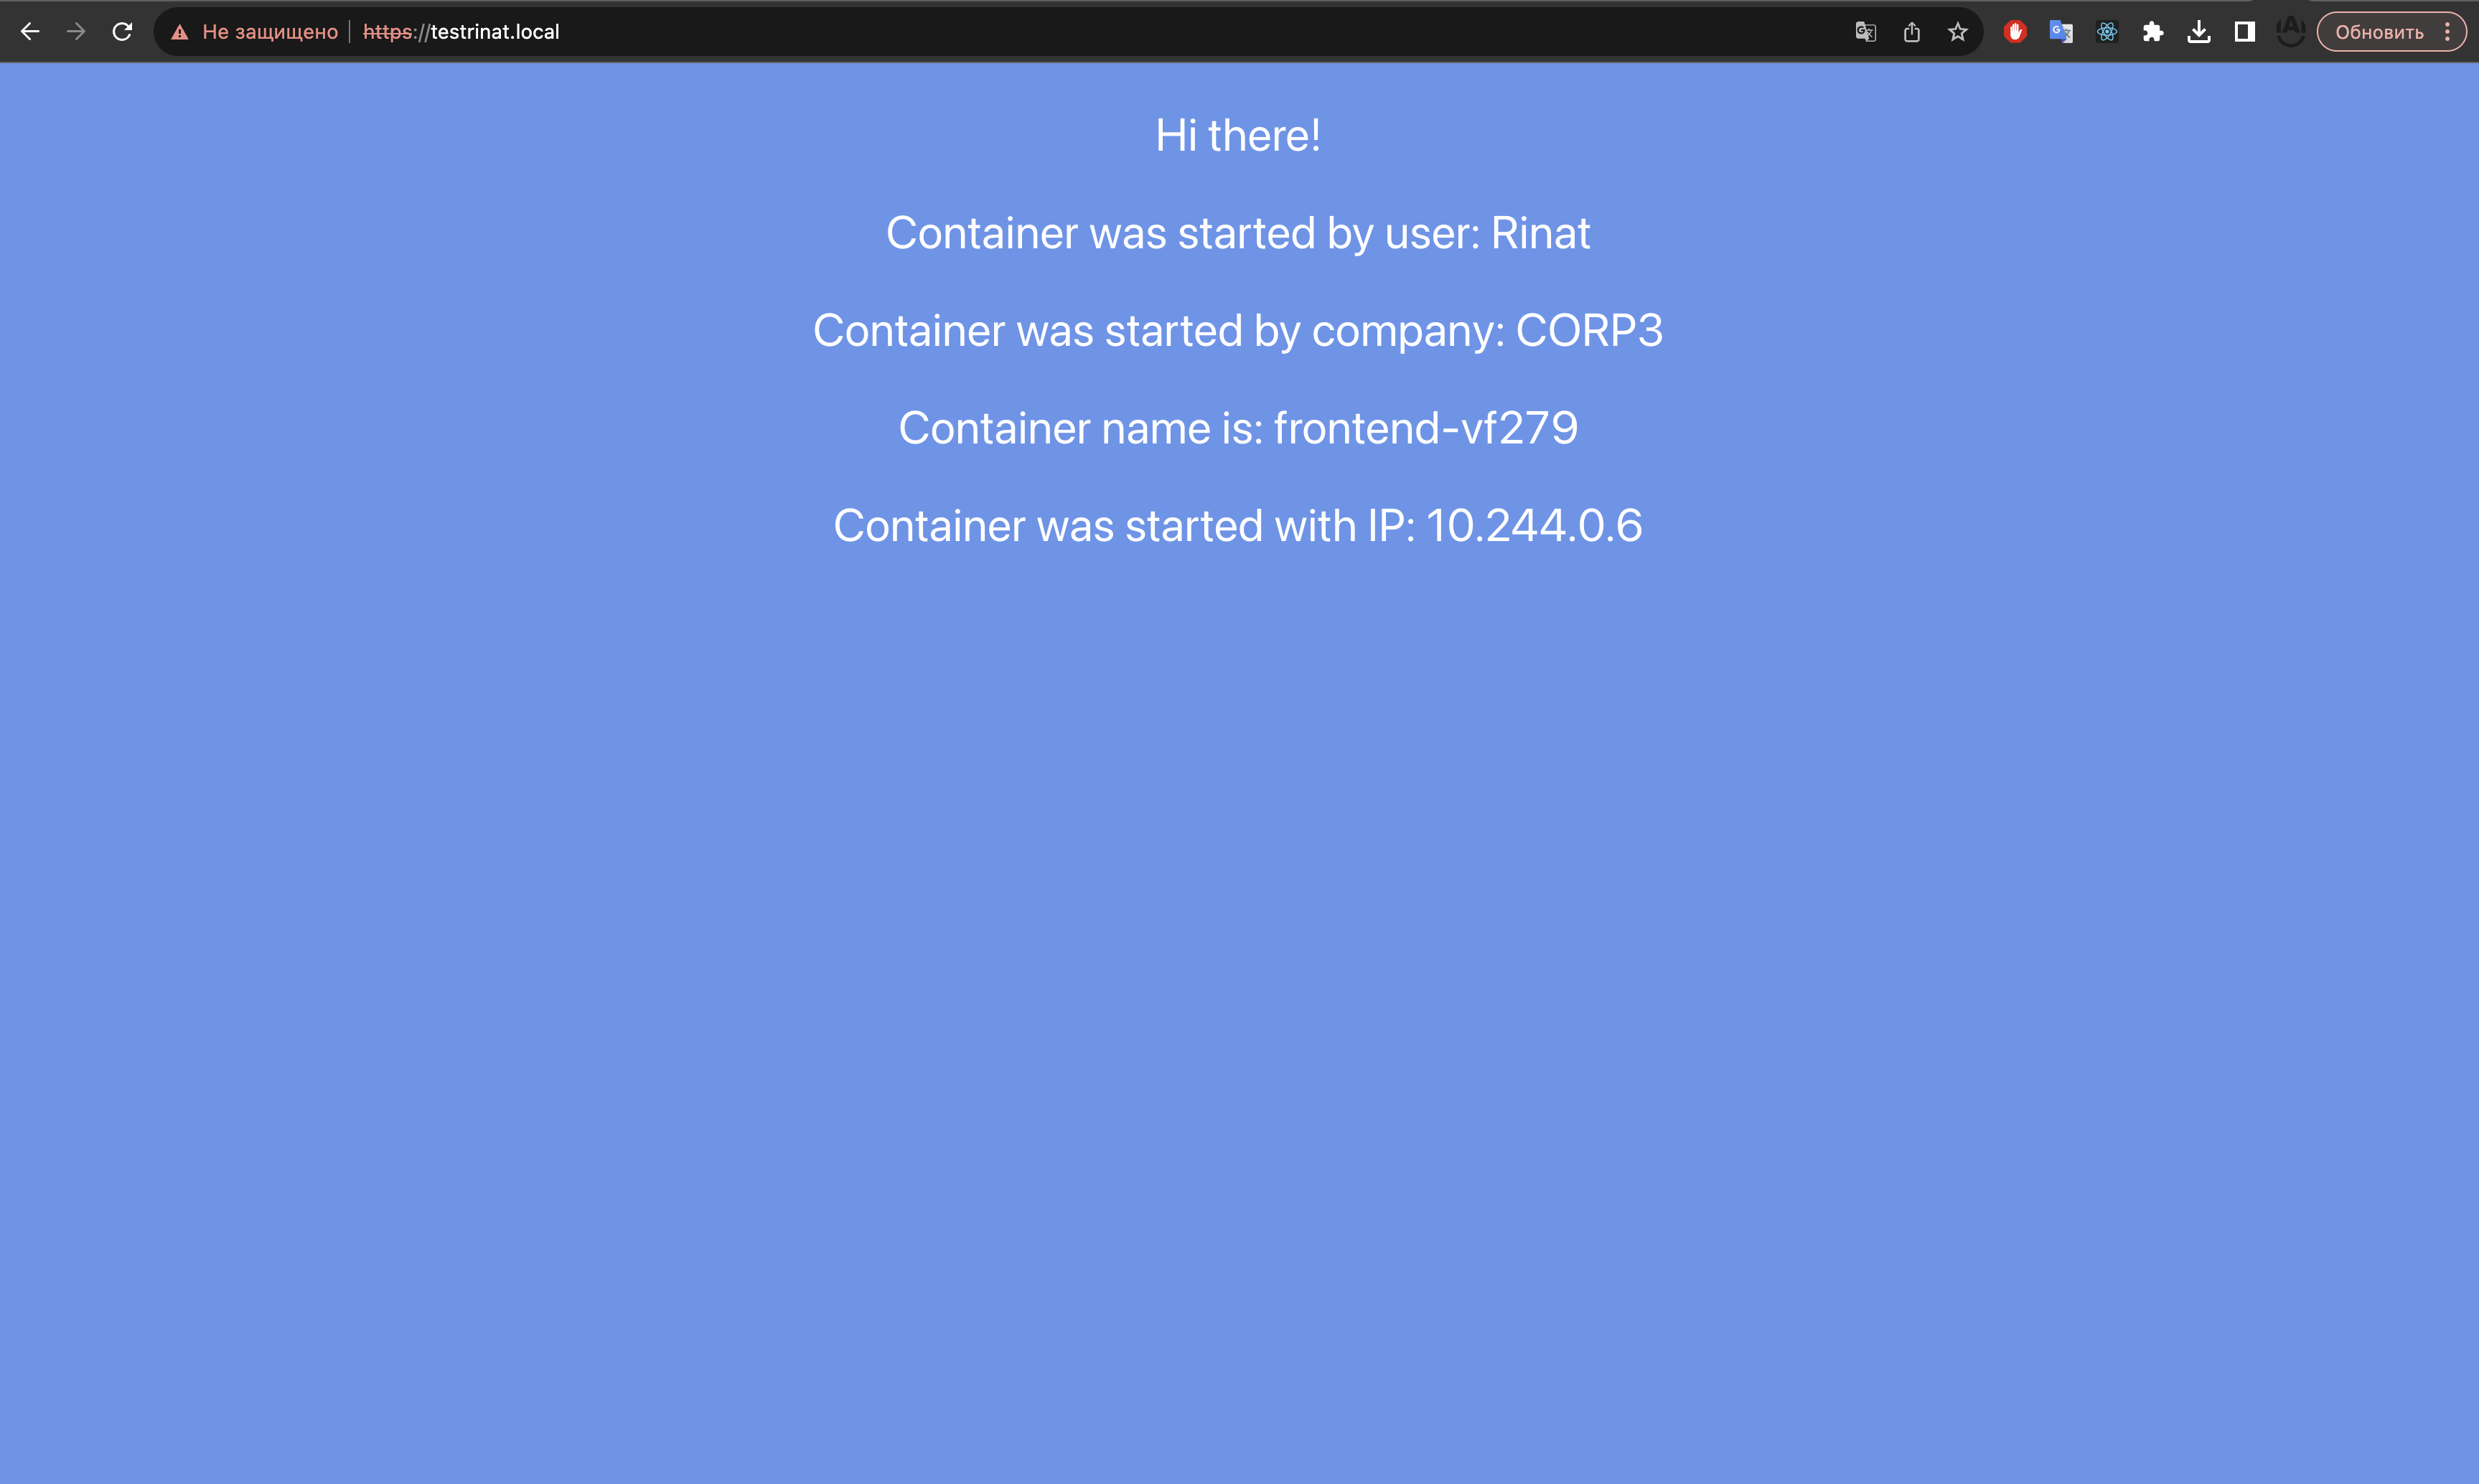 Не защищено https://testrinat.local Обновить
Hi there!
Container was started by user: Rinat
Container was started by company: CORP3
Container name is: frontend-vf279
Container was started with IP: 10.244.0.6